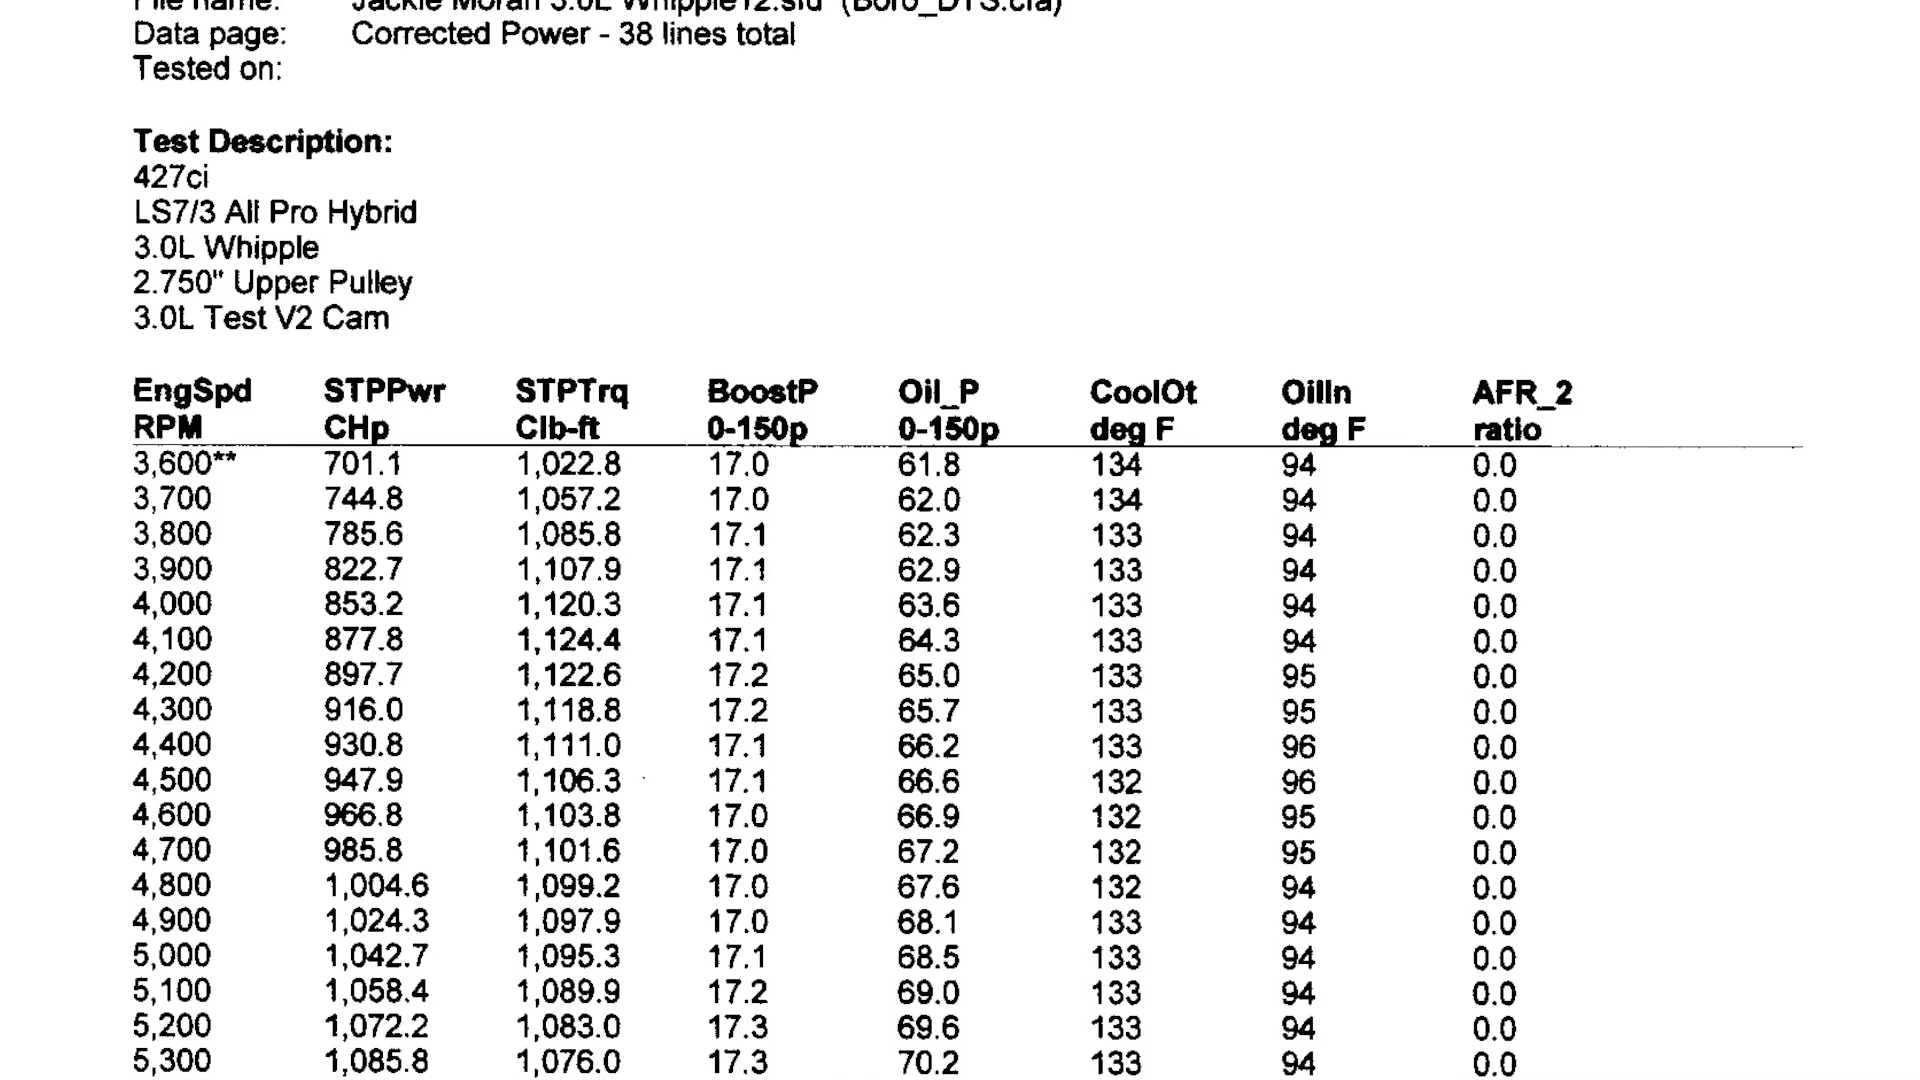 File name: Jackie Moran 3.0L Whipple12.sfd (Boro_DTS.cfa)
Data page: Corrected Power - 38 lines total
Tested on:
Test Description:
427ci
LS7/3 All Pro Hybrid
3.0L Whipple
2.750" Upper Pulley
3.0L Test V2 Cam
EngSpd STPPwr STPTrq BoostP Oil_P CoolOt OilIn AFR_2
RPM CHp Clb-ft 0-150p 0-150p deg F deg F ratio
3,600** 701.1 1,022.8 17.0 61.8 134 94 0.0
3,700 744.8 1,057.2 17.0 62.0 134 94 0.0
3,800 785.6 1,085.8 17.1 62.3 133 94 0.0
3,900 822.7 1,107.9 17.1 62.9 133 94 0.0
4,000 853.2 1,120.3 17.1 63.6 133 94 0.0
4,100 877.8 1,124.4 17.1 64.3 133 94 0.0
4,200 897.7 1,122.6 17.2 65.0 133 95 0.0
4,300 916.0 1,118.8 17.2 65.7 133 95 0.0
4,400 930.8 1,111.0 17.1 66.2 133 96 0.0
4,500 947.9 1,106.3 17.1 66.6 132 96 0.0
4,600 966.8 1,103.8 17.0 66.9 132 95 0.0
4,700 985.8 1,101.6 17.0 67.2 132 95 0.0
4,800 1,004.6 1,099.2 17.0 67.6 132 94 0.0
4,900 1,024.3 1,097.9 17.0 68.1 133 94 0.0
5,000 1,042.7 1,095.3 17.1 68.5 133 94 0.0
5,100 1,058.4 1,089.9 17.2 69.0 133 94 0.0
5,200 1,072.2 1,083.0 17.3 69.6 133 94 0.0
5,300 1,085.8 1,076.0 17.3 70.2 133 94 0.0